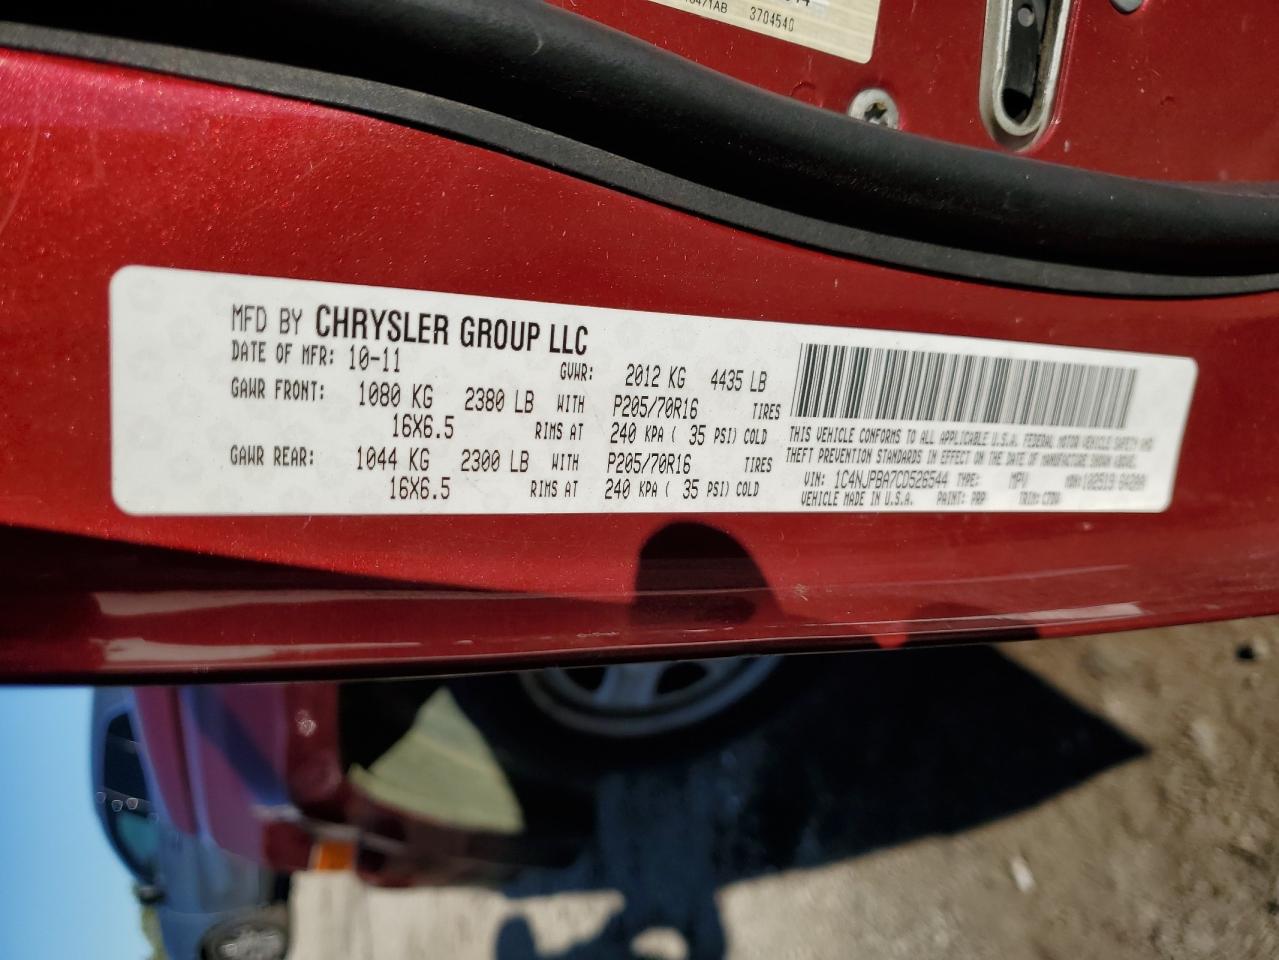 71AB 3704540
MFD BY CHRYSLER GROUP LLC
DATE OF MFR: 10-11 GVWR: 2012 KG 4435 LB
GAWR FRONT: 1080 KG 2380 LB WITH P205/70R16 TIRES
16X6.5 RIMS AT 240 KPA ( 35 PSI) COLD
GAWR REAR: 1044 KG 2300 LB WITH P205/70R16 TIRES
16X6.5 RIMS AT 240 KPA ( 35 PSI) COLD
THIS VEHICLE CONFORMS TO ALL APPLICABLE U.S.A. FEDERAL MOTOR VEHICLE SAFETY AND
THEFT PREVENTION STANDARDS IN EFFECT ON THE DATE OF MANUFACTURE SHOWN ABOVE.
VIN: 1C4NJPBA7CD526544 TYPE: MPV MDH:
VEHICLE MADE IN U.S.A. PAINT: PRP TRIM: